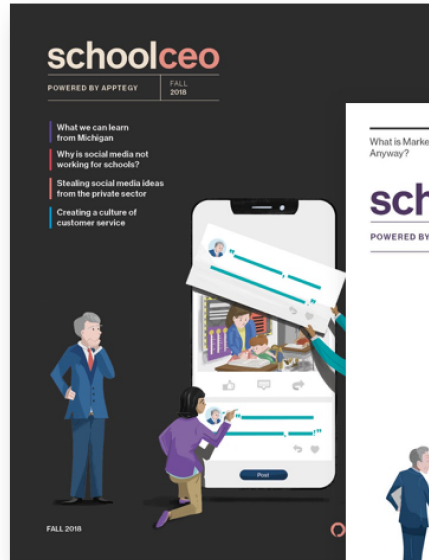 schoolceo
POWERED BY APPTEGY
FALL
2018
What we can learn
from Michigan
Why is social media not
working for schools?
Stealing social media ideas
from the private sector
Creating a culture of
customer service
Post
FALL 2018
What is Marke
Anyway?
sch
POWERED BY